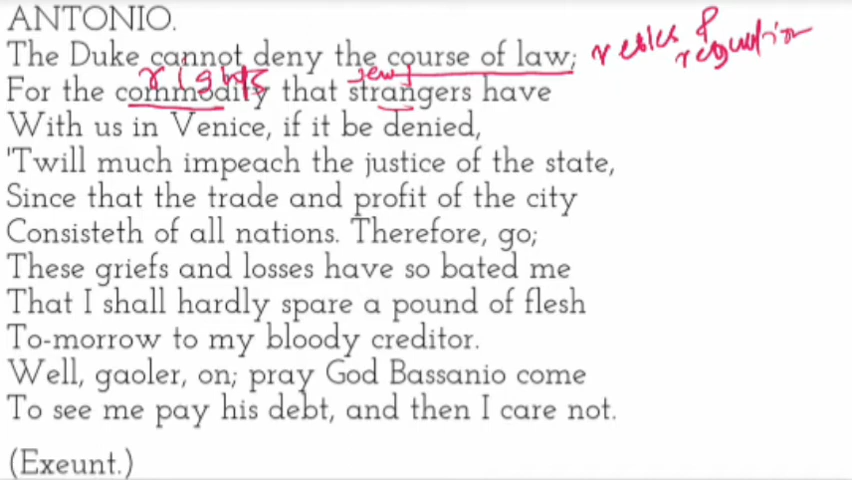 ANTONIO.
The Duke cannot deny the course of law; rules & regulation
rights jew
For the commodity that strangers have
With us in Venice, if it be denied,
'Twill much impeach the justice of the state,
Since that the trade and profit of the city
Consisteth of all nations. Therefore, go;
These griefs and losses have so bated me
That I shall hardly spare a pound of flesh
To-morrow to my bloody creditor.
Well, gaoler, on; pray God Bassanio come
To see me pay his debt, and then I care not.
(Exeunt.)